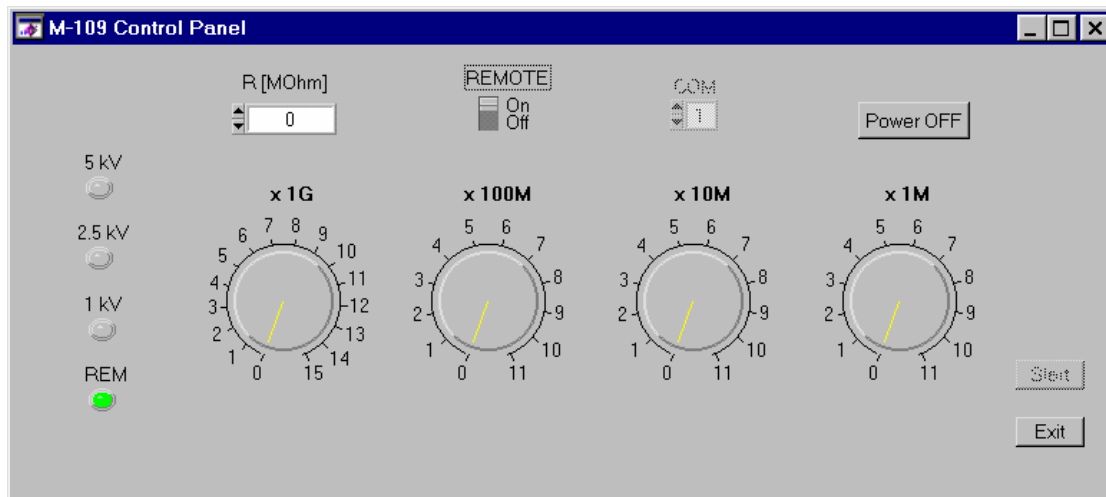 M-109 Control Panel
R [MOhm]
0
REMOTE
On
Off
COM
1
Power OFF
5 kV
2.5 kV
1 kV
REM
x 1G
0 1 2 3 4 5 6 7 8 9 10 11 12 13 14 15
x 100M
0 1 2 3 4 5 6 7 8 9 10 11
x 10M
0 1 2 3 4 5 6 7 8 9 10 11
x 1M
0 1 2 3 4 5 6 7 8 9 10 11
Start
Exit